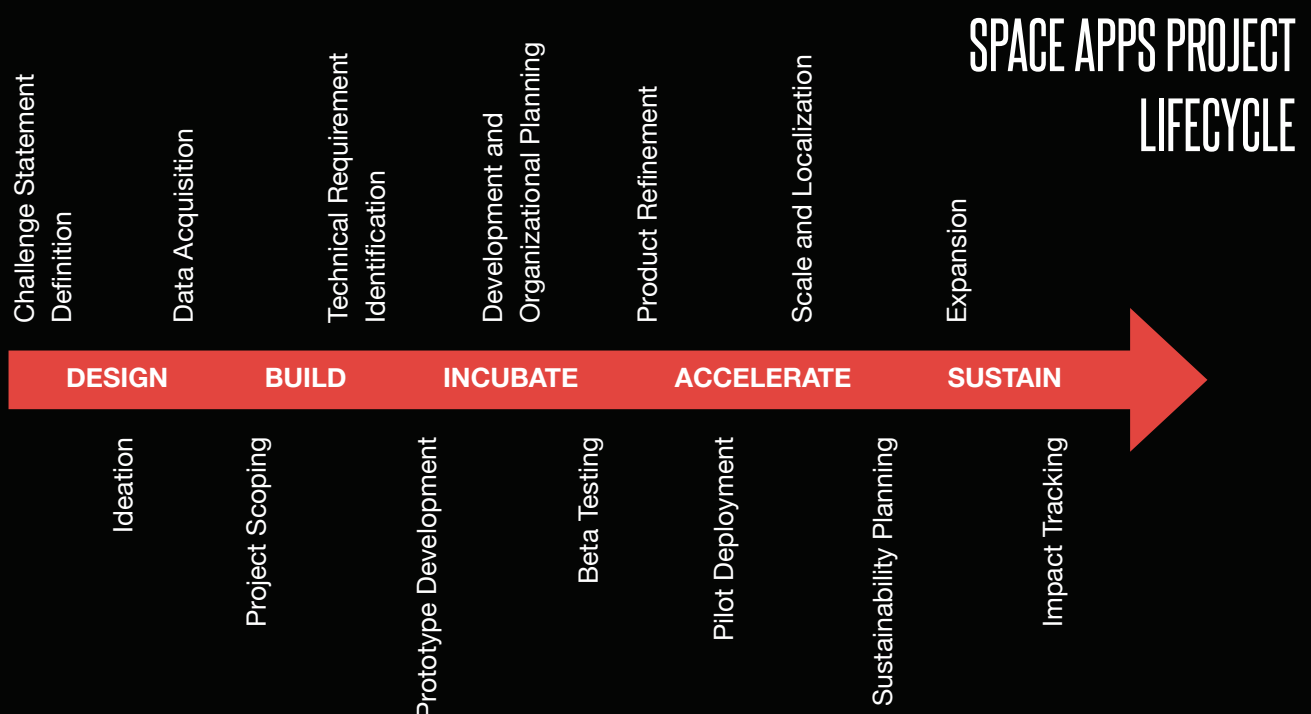 SPACE APPS PROJECT
LIFECYCLE
Challenge Statement
Definition
Data Acquisition
Technical Requirement
Identification
Development and
Organizational Planning
Product Refinement
Scale and Localization
Expansion
DESIGN
BUILD
INCUBATE
ACCELERATE
SUSTAIN
Ideation
Project Scoping
Prototype Development
Beta Testing
Pilot Deployment
Sustainability Planning
Impact Tracking